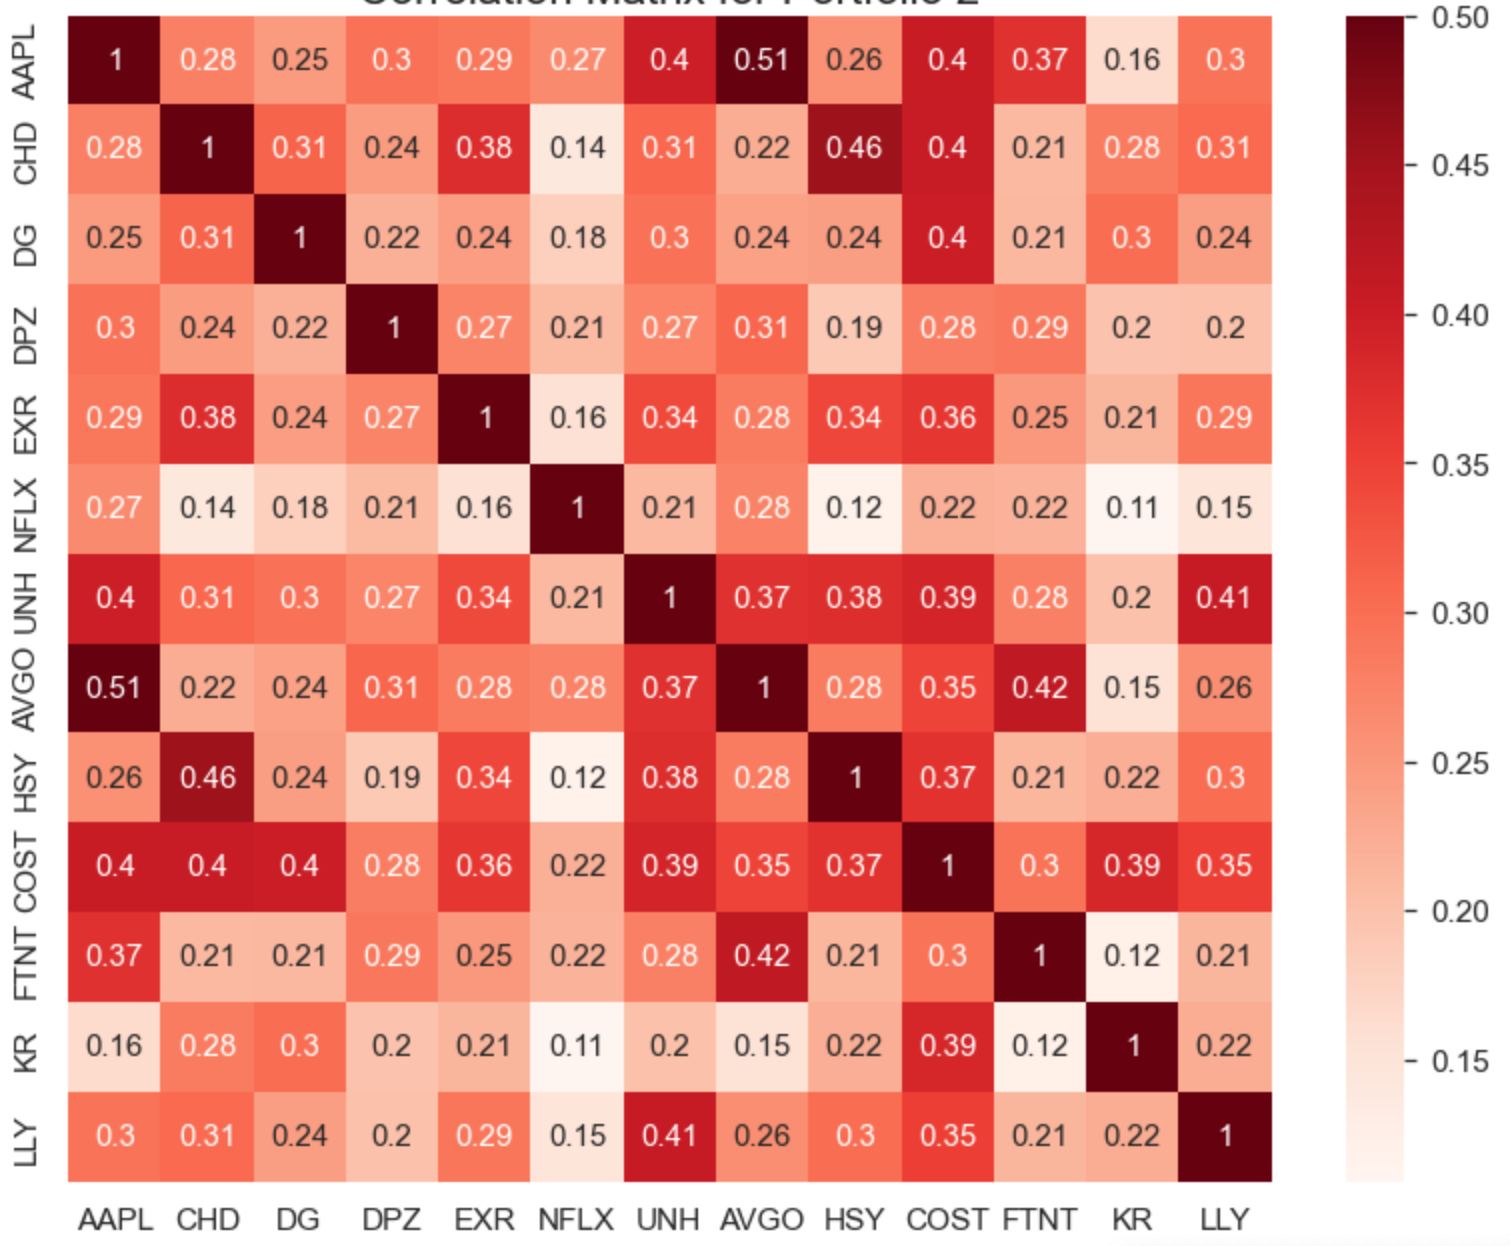 Correlation Matrix for Portfolio 2
AAPL 1 0.28 0.25 0.3 0.29 0.27 0.4 0.51 0.26 0.4 0.37 0.16 0.3
CHD 0.28 1 0.31 0.24 0.38 0.14 0.31 0.22 0.46 0.4 0.21 0.28 0.31
DG 0.25 0.31 1 0.22 0.24 0.18 0.3 0.24 0.24 0.4 0.21 0.3 0.24
DPZ 0.3 0.24 0.22 1 0.27 0.21 0.27 0.31 0.19 0.28 0.29 0.2 0.2
EXR 0.29 0.38 0.24 0.27 1 0.16 0.34 0.28 0.34 0.36 0.25 0.21 0.29
NFLX 0.27 0.14 0.18 0.21 0.16 1 0.21 0.28 0.12 0.22 0.22 0.11 0.15
UNH 0.4 0.31 0.3 0.27 0.34 0.21 1 0.37 0.38 0.39 0.28 0.2 0.41
AVGO 0.51 0.22 0.24 0.31 0.28 0.28 0.37 1 0.28 0.35 0.42 0.15 0.26
HSY 0.26 0.46 0.24 0.19 0.34 0.12 0.38 0.28 1 0.37 0.21 0.22 0.3
COST 0.4 0.4 0.4 0.28 0.36 0.22 0.39 0.35 0.37 1 0.3 0.39 0.35
FTNT 0.37 0.21 0.21 0.29 0.25 0.22 0.28 0.42 0.21 0.3 1 0.12 0.21
KR 0.16 0.28 0.3 0.2 0.21 0.11 0.2 0.15 0.22 0.39 0.12 1 0.22
LLY 0.3 0.31 0.24 0.2 0.29 0.15 0.41 0.26 0.3 0.35 0.21 0.22 1
AAPL CHD DG DPZ EXR NFLX UNH AVGO HSY COST FTNT KR LLY
0.50
0.45
0.40
0.35
0.30
0.25
0.20
0.15